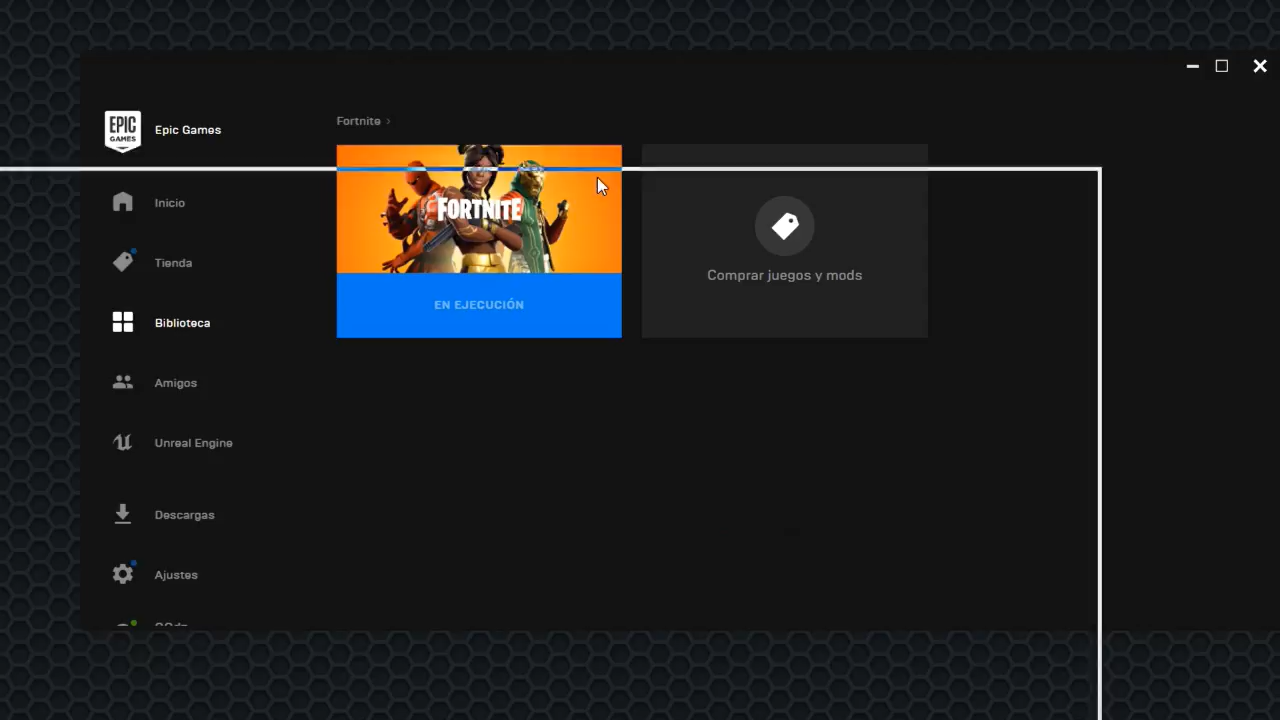 EPIC
GAMES
Epic Games
Fortnite ›
Inicio
Tienda
Biblioteca
Amigos
Unreal Engine
Descargas
Ajustes
FORTNITE
EN EJECUCIÓN
Comprar juegos y mods